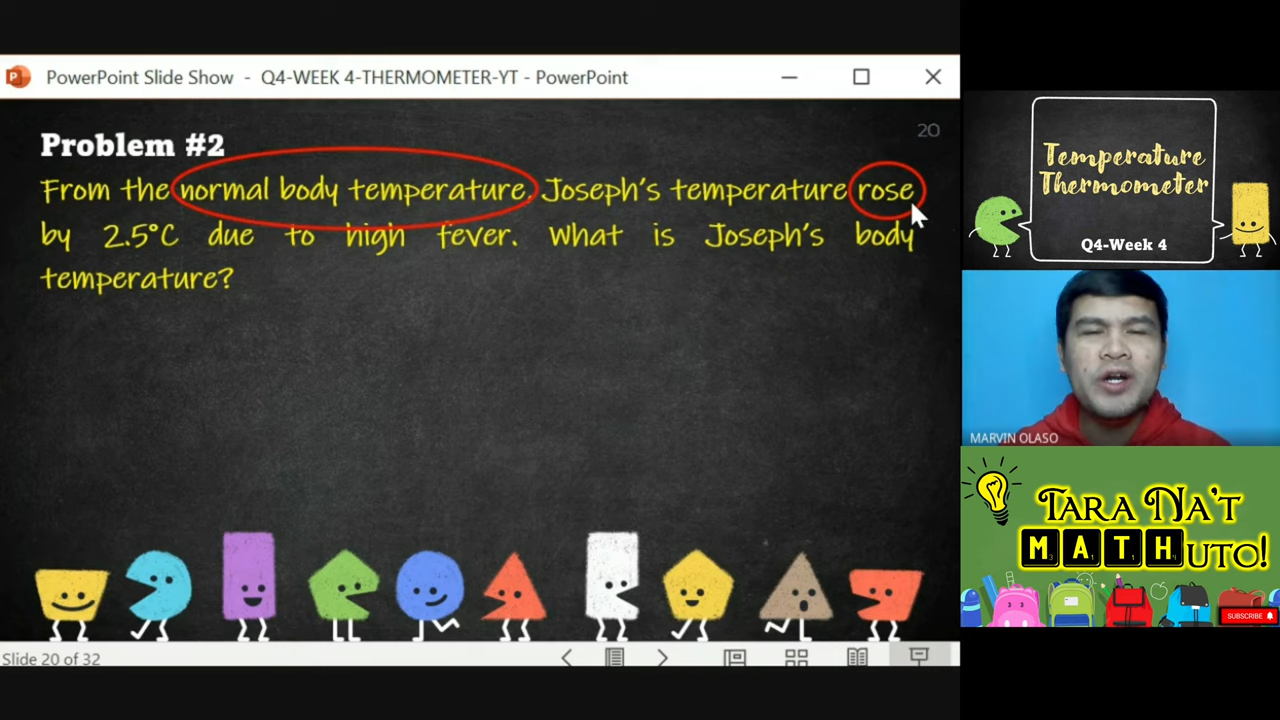 PowerPoint Slide Show - Q4-WEEK 4-THERMOMETER-YT - PowerPoint
20
Problem #2
From the normal body temperature, Joseph's temperature rose
by 2.5°C due to high fever. What is Joseph's body
temperature?
Slide 20 of 32
Temperature
Thermometer
Q4-Week 4
MARVIN OLASO
TARA NA'T
MATHUTO!
SUBSCRIBE